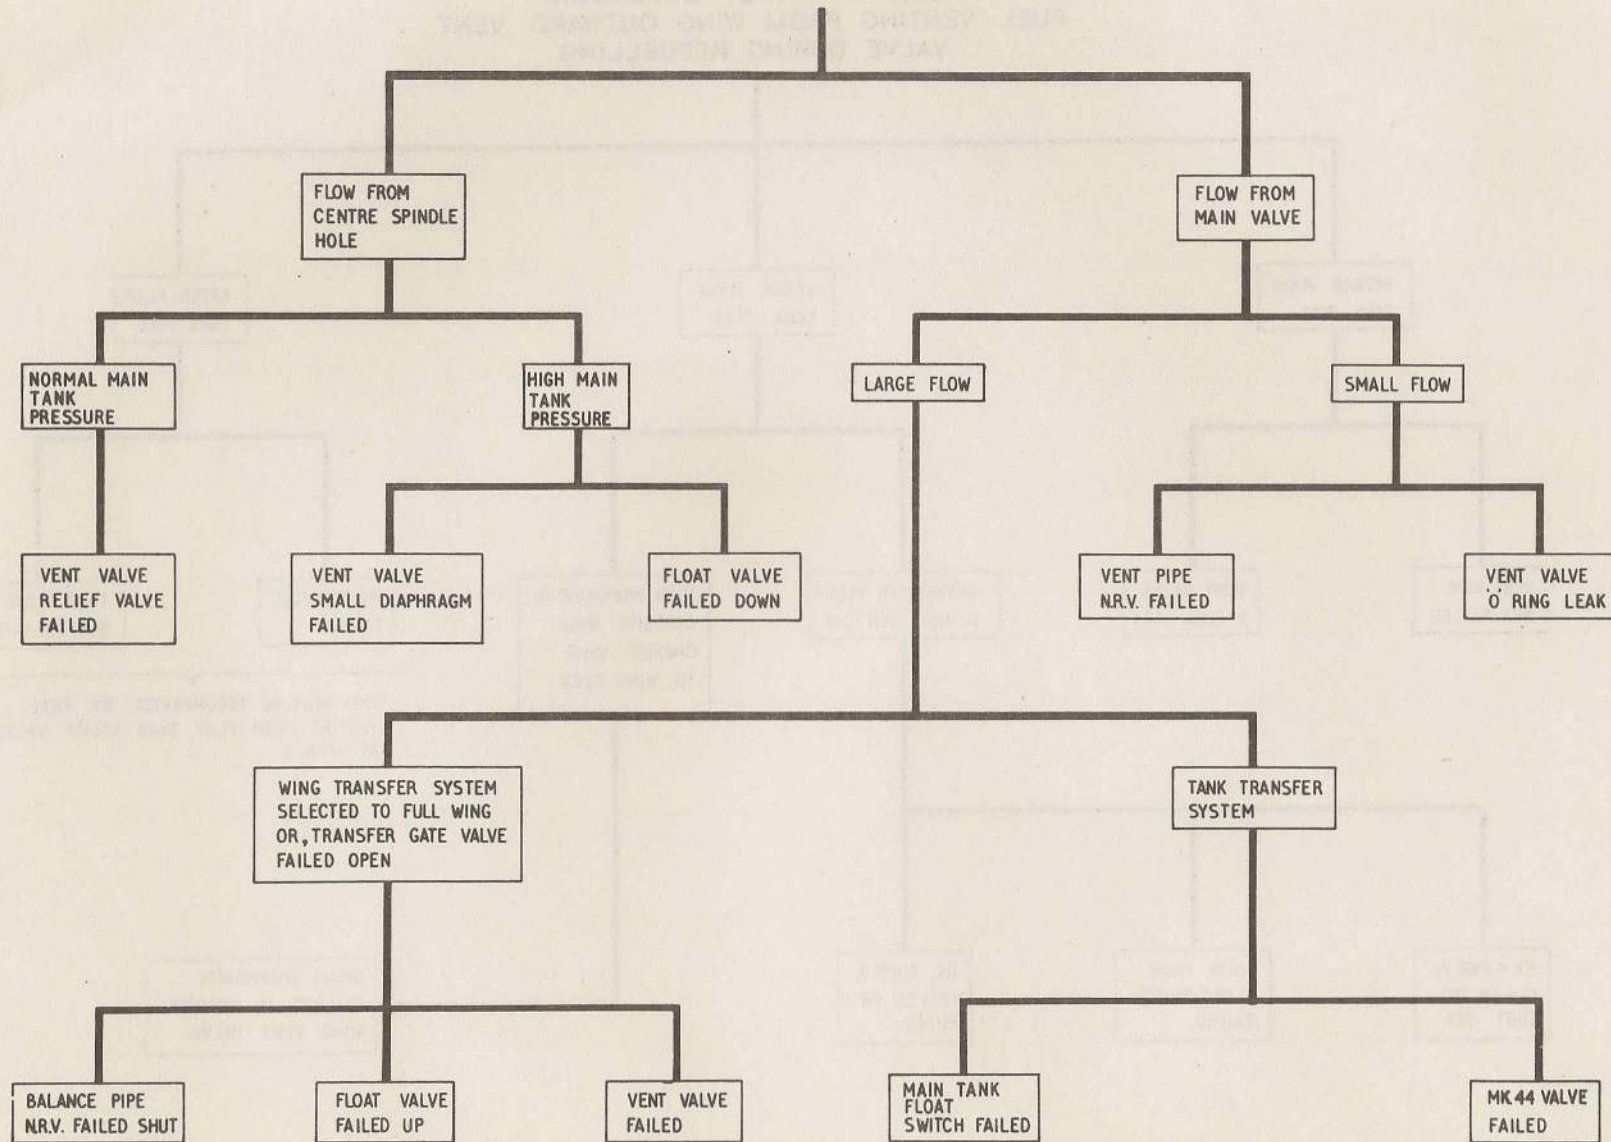 FLOW FROM
CENTRE SPINDLE
HOLE
FLOW FROM
MAIN VALVE
NORMAL MAIN
TANK
PRESSURE
HIGH MAIN
TANK
PRESSURE
LARGE FLOW
SMALL FLOW
VENT VALVE
RELIEF VALVE
FAILED
VENT VALVE
SMALL DIAPHRAGM
FAILED
FLOAT VALVE
FAILED DOWN
VENT PIPE
N.R.V. FAILED
VENT VALVE
'O' RING LEAK
WING TRANSFER SYSTEM
SELECTED TO FULL WING
OR, TRANSFER GATE VALVE
FAILED OPEN
TANK TRANSFER
SYSTEM
BALANCE PIPE
N.R.V. FAILED SHUT
FLOAT VALVE
FAILED UP
VENT VALVE
FAILED
MAIN TANK
FLOAT
SWITCH FAILED
MK 44 VALVE
FAILED